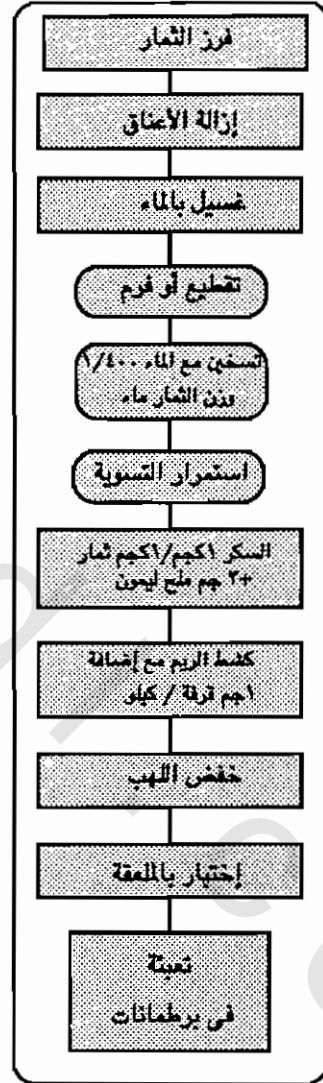 فرز الثمار
إزالة الأعناق
غسيل بالماء
تقطيع أو فرم
تسخين مع الماء ١/٤٠٠
وزن الثمار ماء
استمرار التسوية
السكر ١كجم/١كجم ثمار
+٢ جم ملح ليمون
كشط الريم مع إضافة
١جم قرفة / كيلو
خفض اللهب
إختبار بالملعقة
تعبئة
فى برطمانات